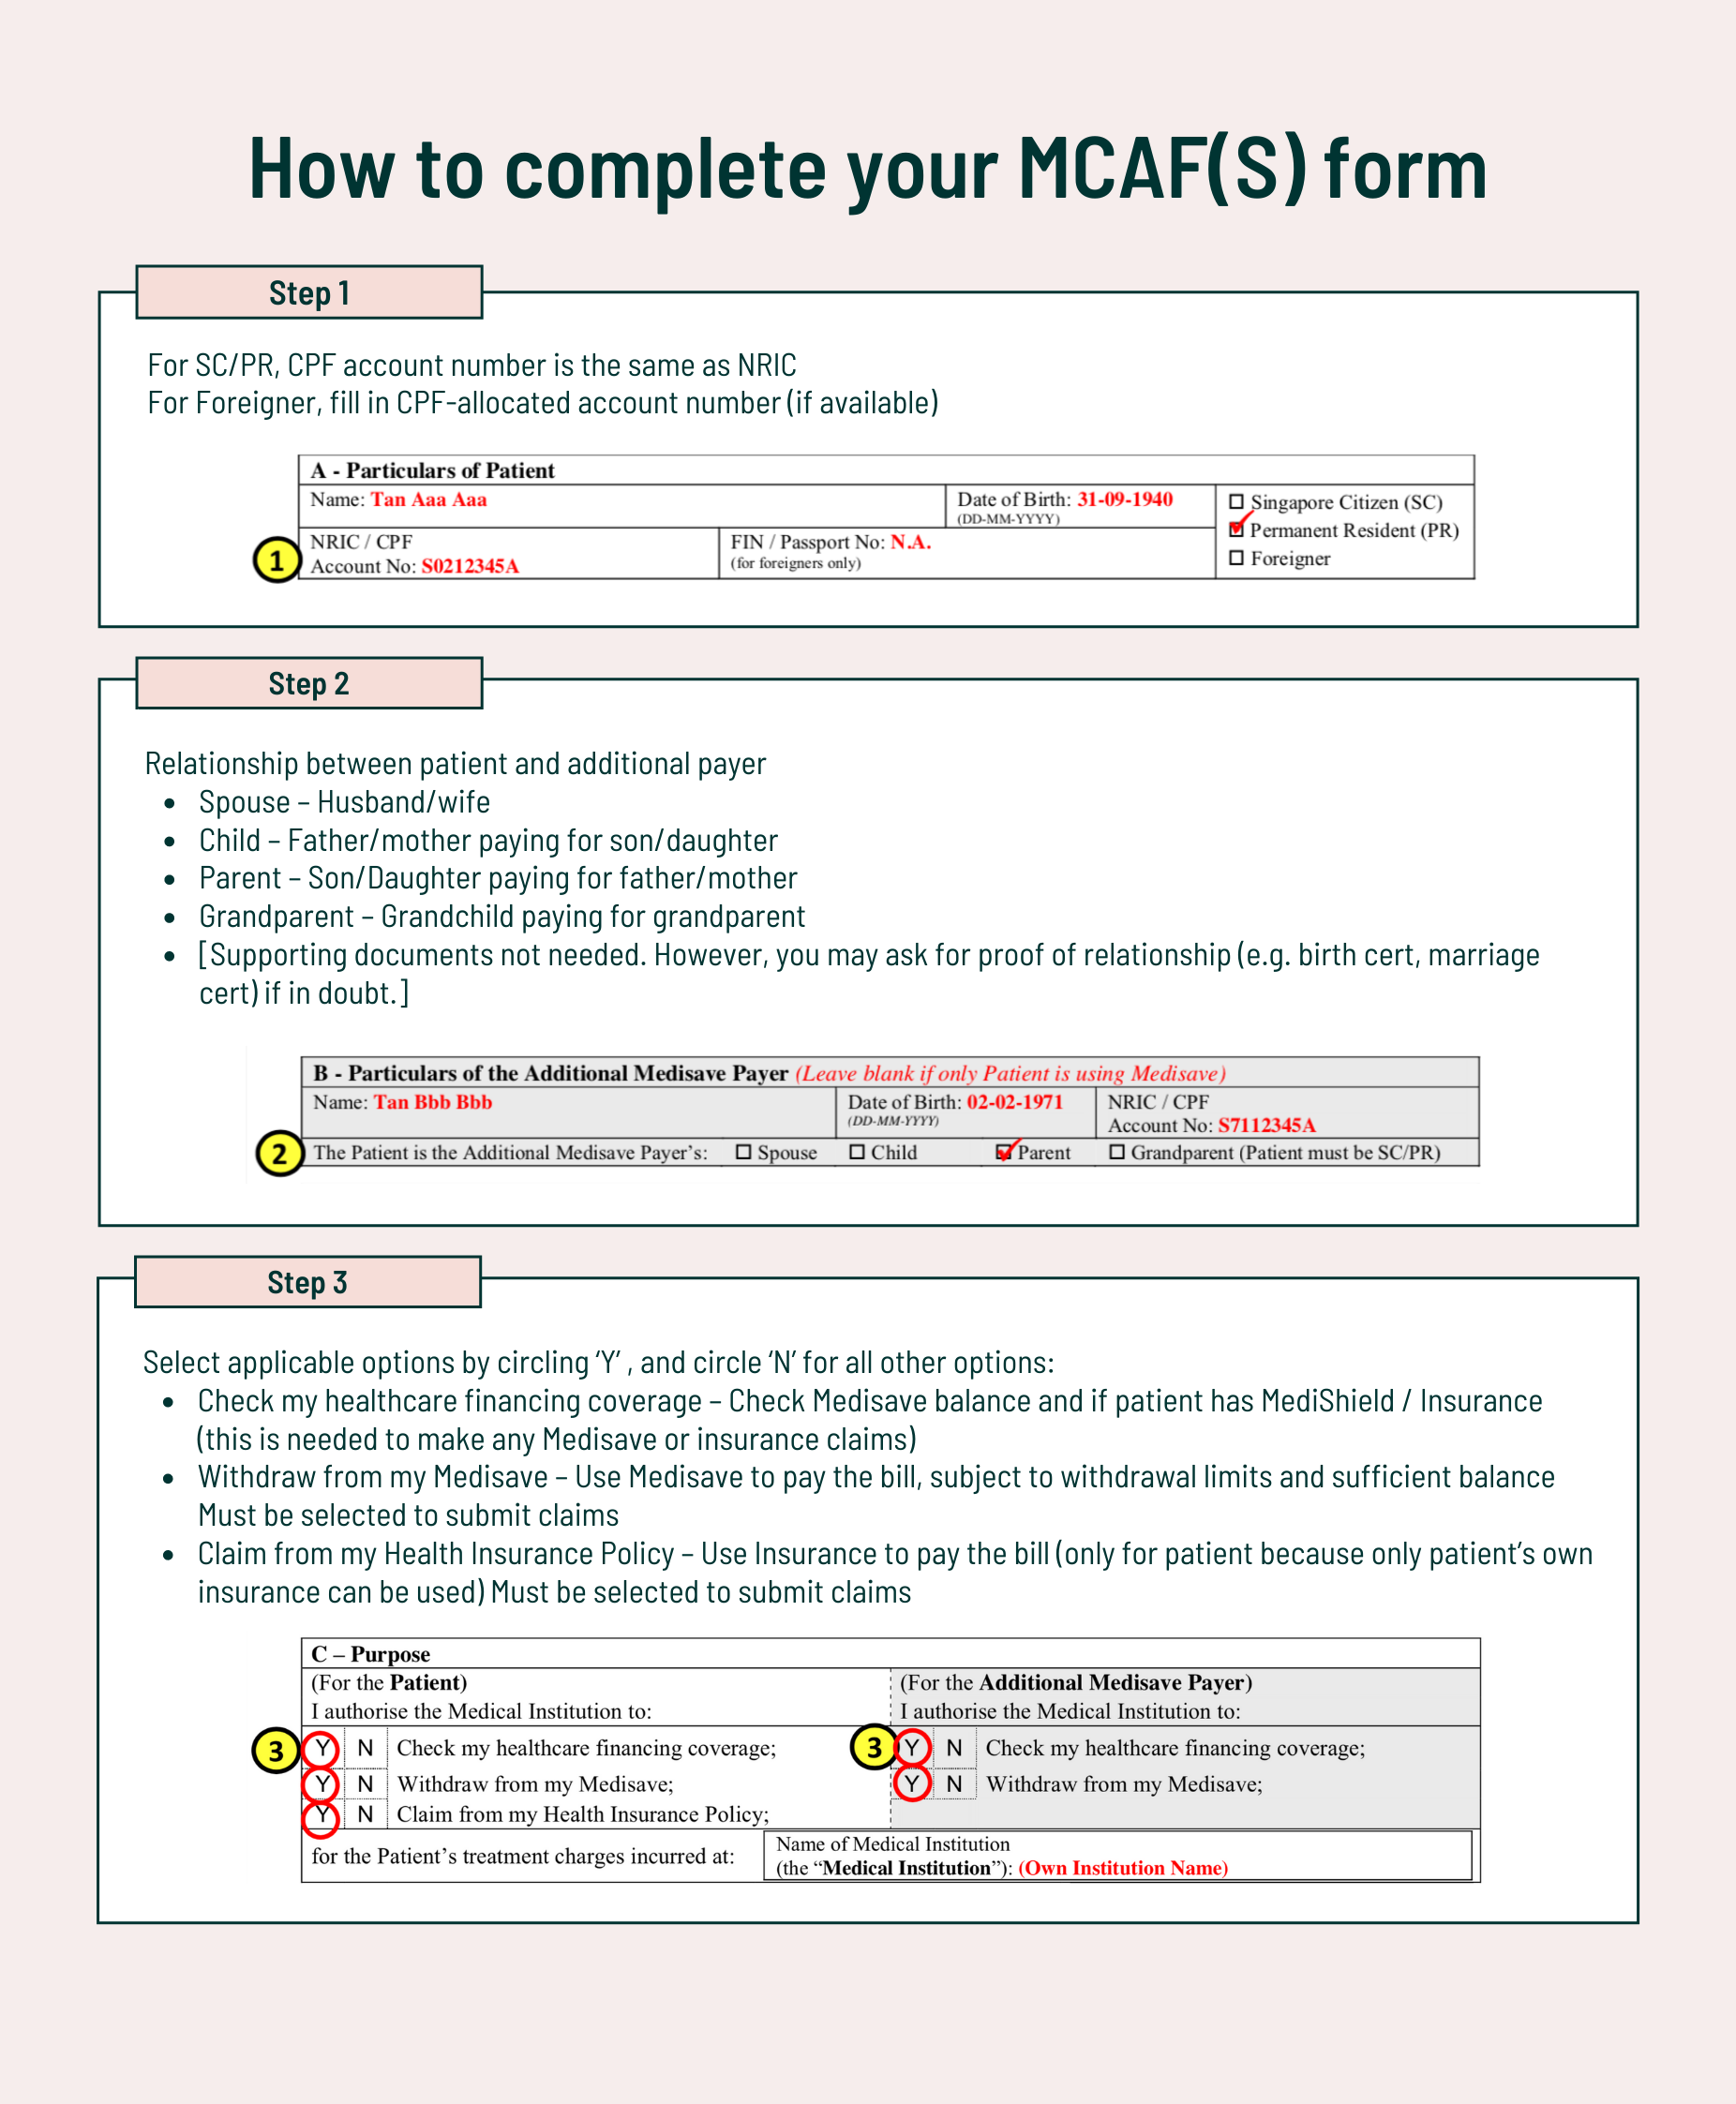 How to complete your MCAF(S) form
Step 1
For SC/PR, CPF account number is the same as NRIC
For Foreigner, fill in CPF-allocated account number (if available)
A - Particulars of Patient
Name: Tan Aaa Aaa
Date of Birth: 31-09-1940
(DD-MM-YYYY)
Singapore Citizen (SC)
Permanent Resident (PR)
Foreigner
1
NRIC / CPF
Account No: S0212345A
FIN / Passport No: N.A.
(for foreigners only)
Step 2
Relationship between patient and additional payer
• Spouse – Husband/wife
• Child – Father/mother paying for son/daughter
• Parent – Son/Daughter paying for father/mother
• Grandparent – Grandchild paying for grandparent
• [Supporting documents not needed. However, you may ask for proof of relationship (e.g. birth cert, marriage
cert) if in doubt.]
B - Particulars of the Additional Medisave Payer (Leave blank if only Patient is using Medisave)
Name: Tan Bbb Bbb
Date of Birth: 02-02-1971
(DD-MM-YYYY)
NRIC / CPF
Account No: S7112345A
2
The Patient is the Additional Medisave Payer's: Spouse Child Parent Grandparent (Patient must be SC/PR)
Step 3
Select applicable options by circling ‘Y’ , and circle ‘N’ for all other options:
• Check my healthcare financing coverage – Check Medisave balance and if patient has MediShield / Insurance
(this is needed to make any Medisave or insurance claims)
• Withdraw from my Medisave – Use Medisave to pay the bill, subject to withdrawal limits and sufficient balance
Must be selected to submit claims
• Claim from my Health Insurance Policy – Use Insurance to pay the bill (only for patient because only patient’s own
insurance can be used) Must be selected to submit claims
C – Purpose
(For the Patient)
I authorise the Medical Institution to:
3
Y N Check my healthcare financing coverage;
Y N Withdraw from my Medisave;
Y N Claim from my Health Insurance Policy;
(For the Additional Medisave Payer)
I authorise the Medical Institution to:
3
Y N Check my healthcare financing coverage;
Y N Withdraw from my Medisave;
for the Patient’s treatment charges incurred at:
Name of Medical Institution
(the “Medical Institution”): (Own Institution Name)